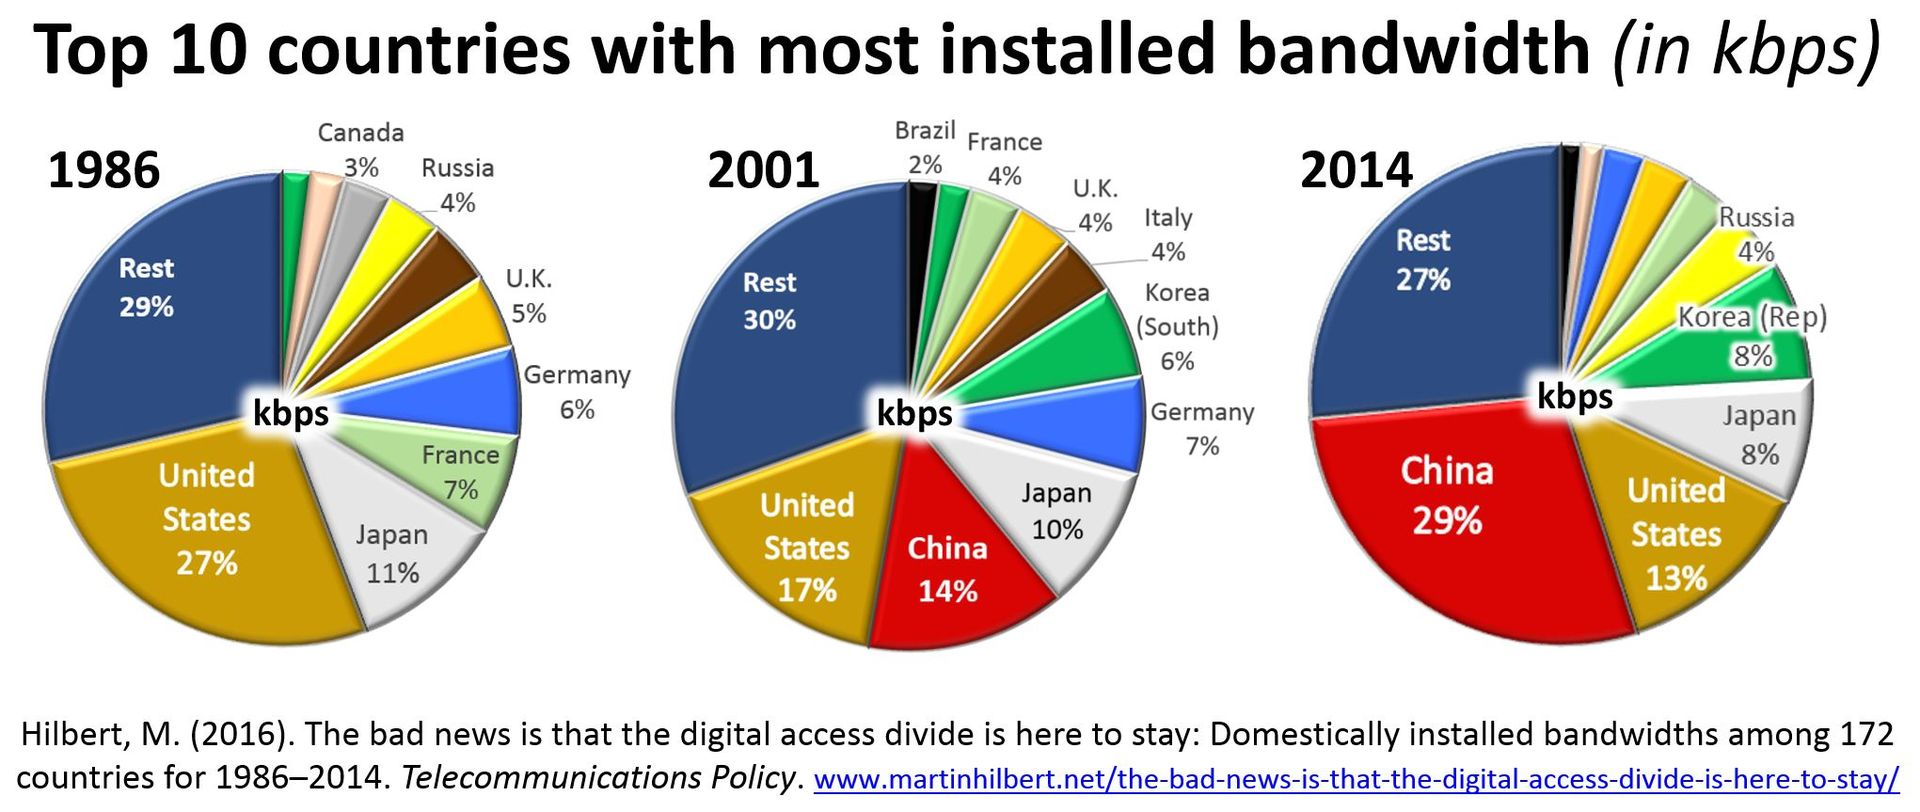 Top 10 countries with most installed bandwidth (in kbps)
1986
Canada
3%
Russia
4%
U.K.
5%
Germany
6%
France
7%
Japan
11%
United
States
27%
Rest
29%
kbps
2001
Brazil
2%
France
4%
U.K.
4%
Italy
4%
Korea
(South)
6%
Germany
7%
Japan
10%
China
14%
United
States
17%
Rest
30%
kbps
2014
Russia
4%
Korea (Rep)
8%
Japan
8%
United
States
13%
China
29%
Rest
27%
kbps
Hilbert, M. (2016). The bad news is that the digital access divide is here to stay: Domestically installed bandwidths among 172
countries for 1986–2014. Telecommunications Policy. www.martinhilbert.net/the-bad-news-is-that-the-digital-access-divide-is-here-to-stay/